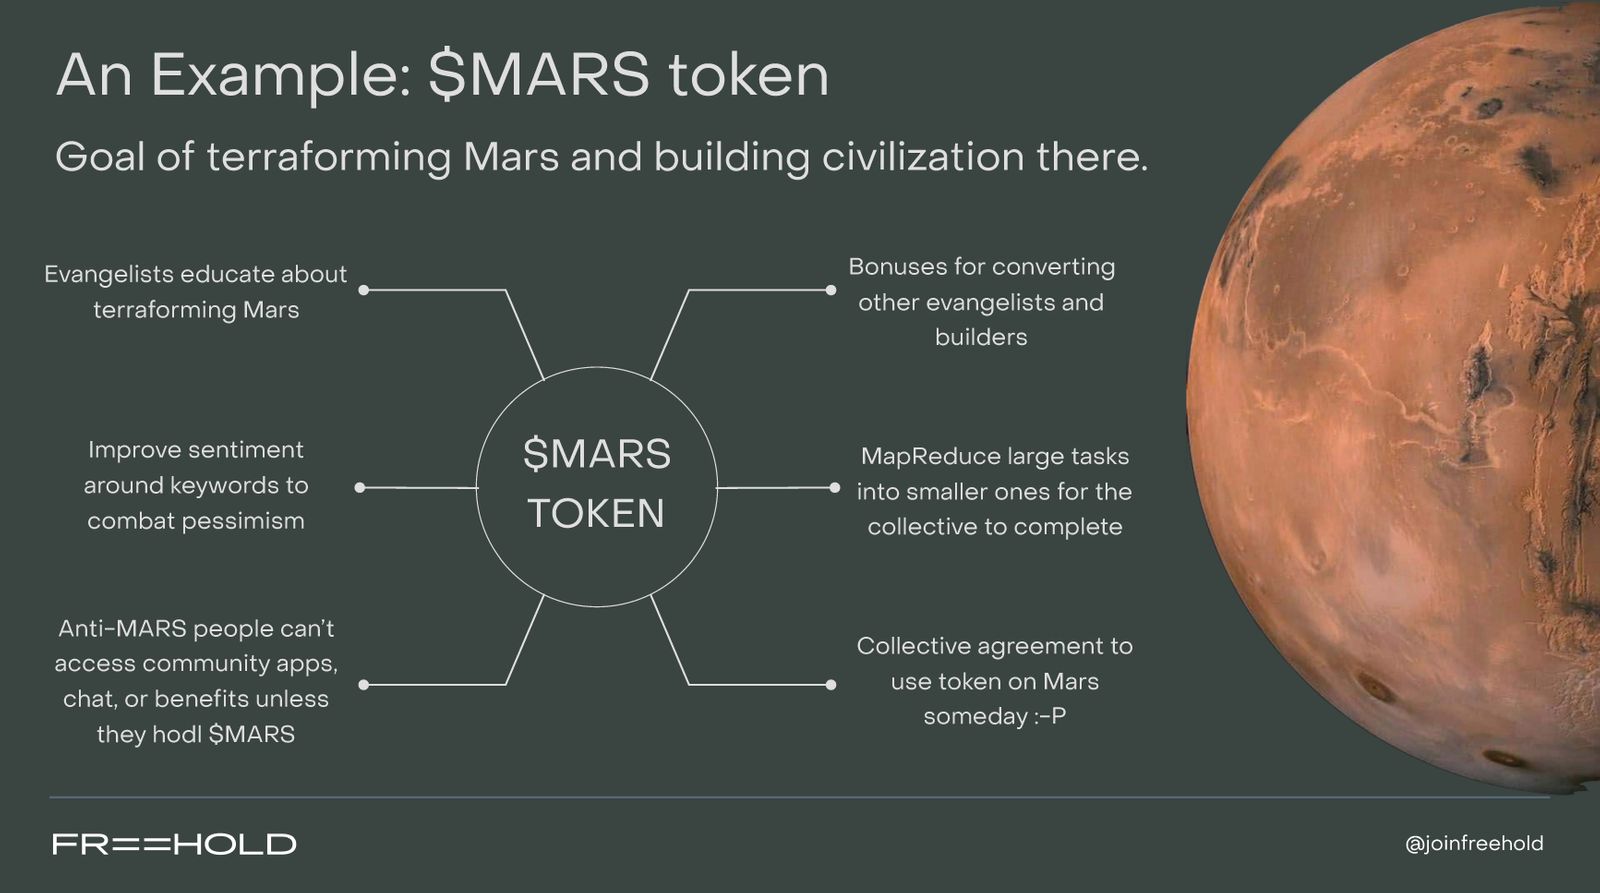 An Example: $MARS token
Goal of terraforming Mars and building civilization there.
Evangelists educate about
terraforming Mars
Bonuses for converting
other evangelists and
builders
Improve sentiment
around keywords to
combat pessimism
$MARS
TOKEN
MapReduce large tasks
into smaller ones for the
collective to complete
Anti-MARS people can't
access community apps,
chat, or benefits unless
they hodl $MARS
Collective agreement to
use token on Mars
someday :-P
FREEHOLD
@joinfreehold